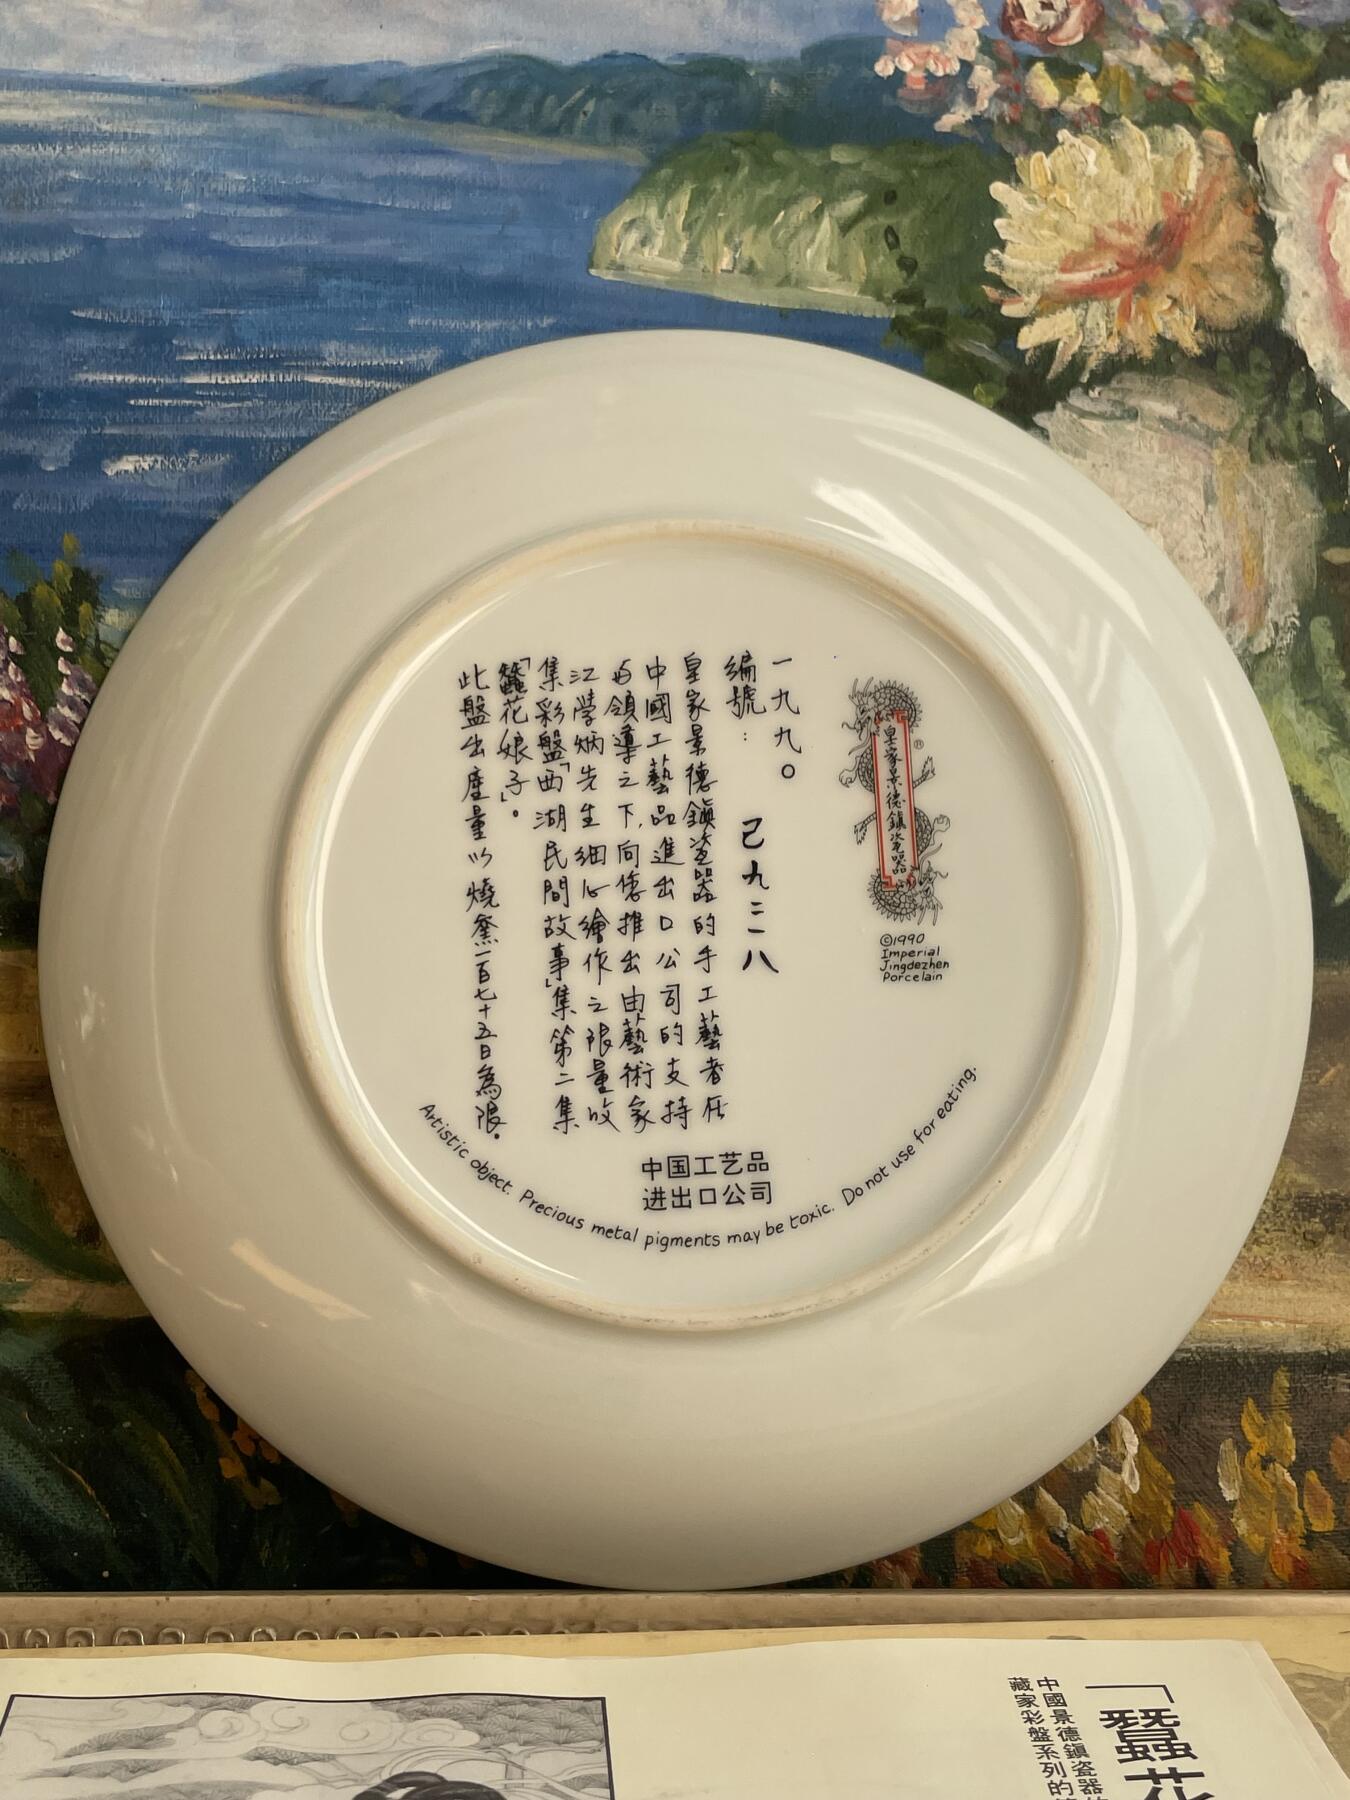 皇家景德鎮瓷器
®
©1990
Imperial
Jingdezhen
Porcelain
一九九〇
編號：
己九三二八
皇家景德鎮瓷器的手工藝者在
中國工藝品進出口公司的支持
与領導之下，向您推出由藝術家
江學炳先生細心繪作之限量收
集彩盤「西湖民間故事」集第二集
「蠶花娘子」。
此盤出產量以燒窯一百七十五日為限。
中国工艺品
进出口公司
Artistic object. Precious metal pigments may be toxic. Do not use for eating.
「蠶花
中國景德鎮瓷器
藏家彩盤系列的